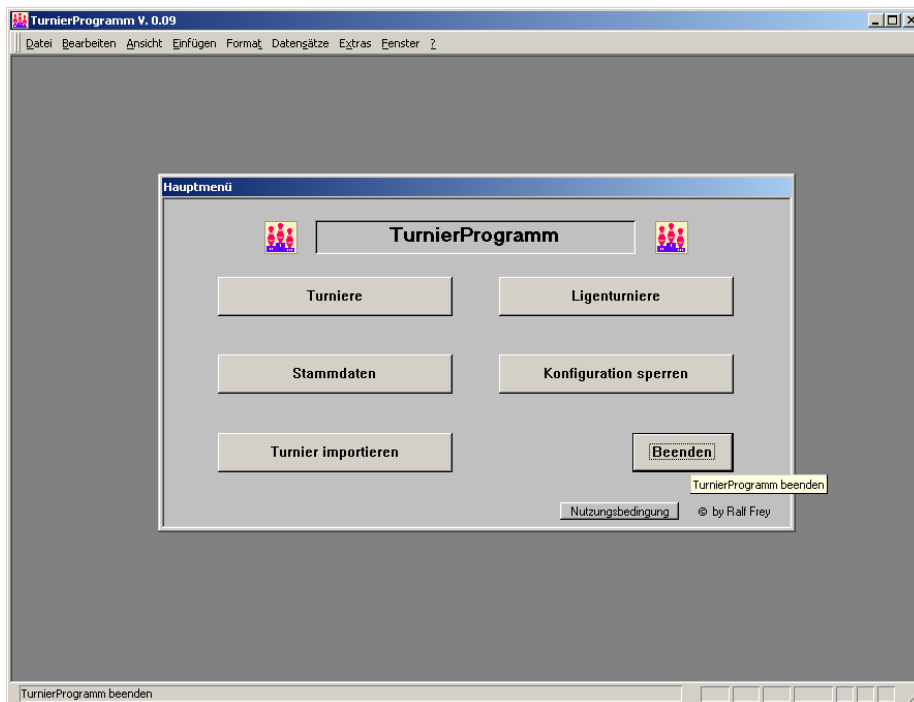 TurnierProgramm V. 0.09
Datei Bearbeiten Ansicht Einfügen Format Datensätze Extras Fenster ?
Hauptmenü
TurnierProgramm
Turniere Ligenturniere
Stammdaten Konfiguration sperren
Turnier importieren Beenden
TurnierProgramm beenden
Nutzungsbedingung © by Ralf Frey
TurnierProgramm beenden